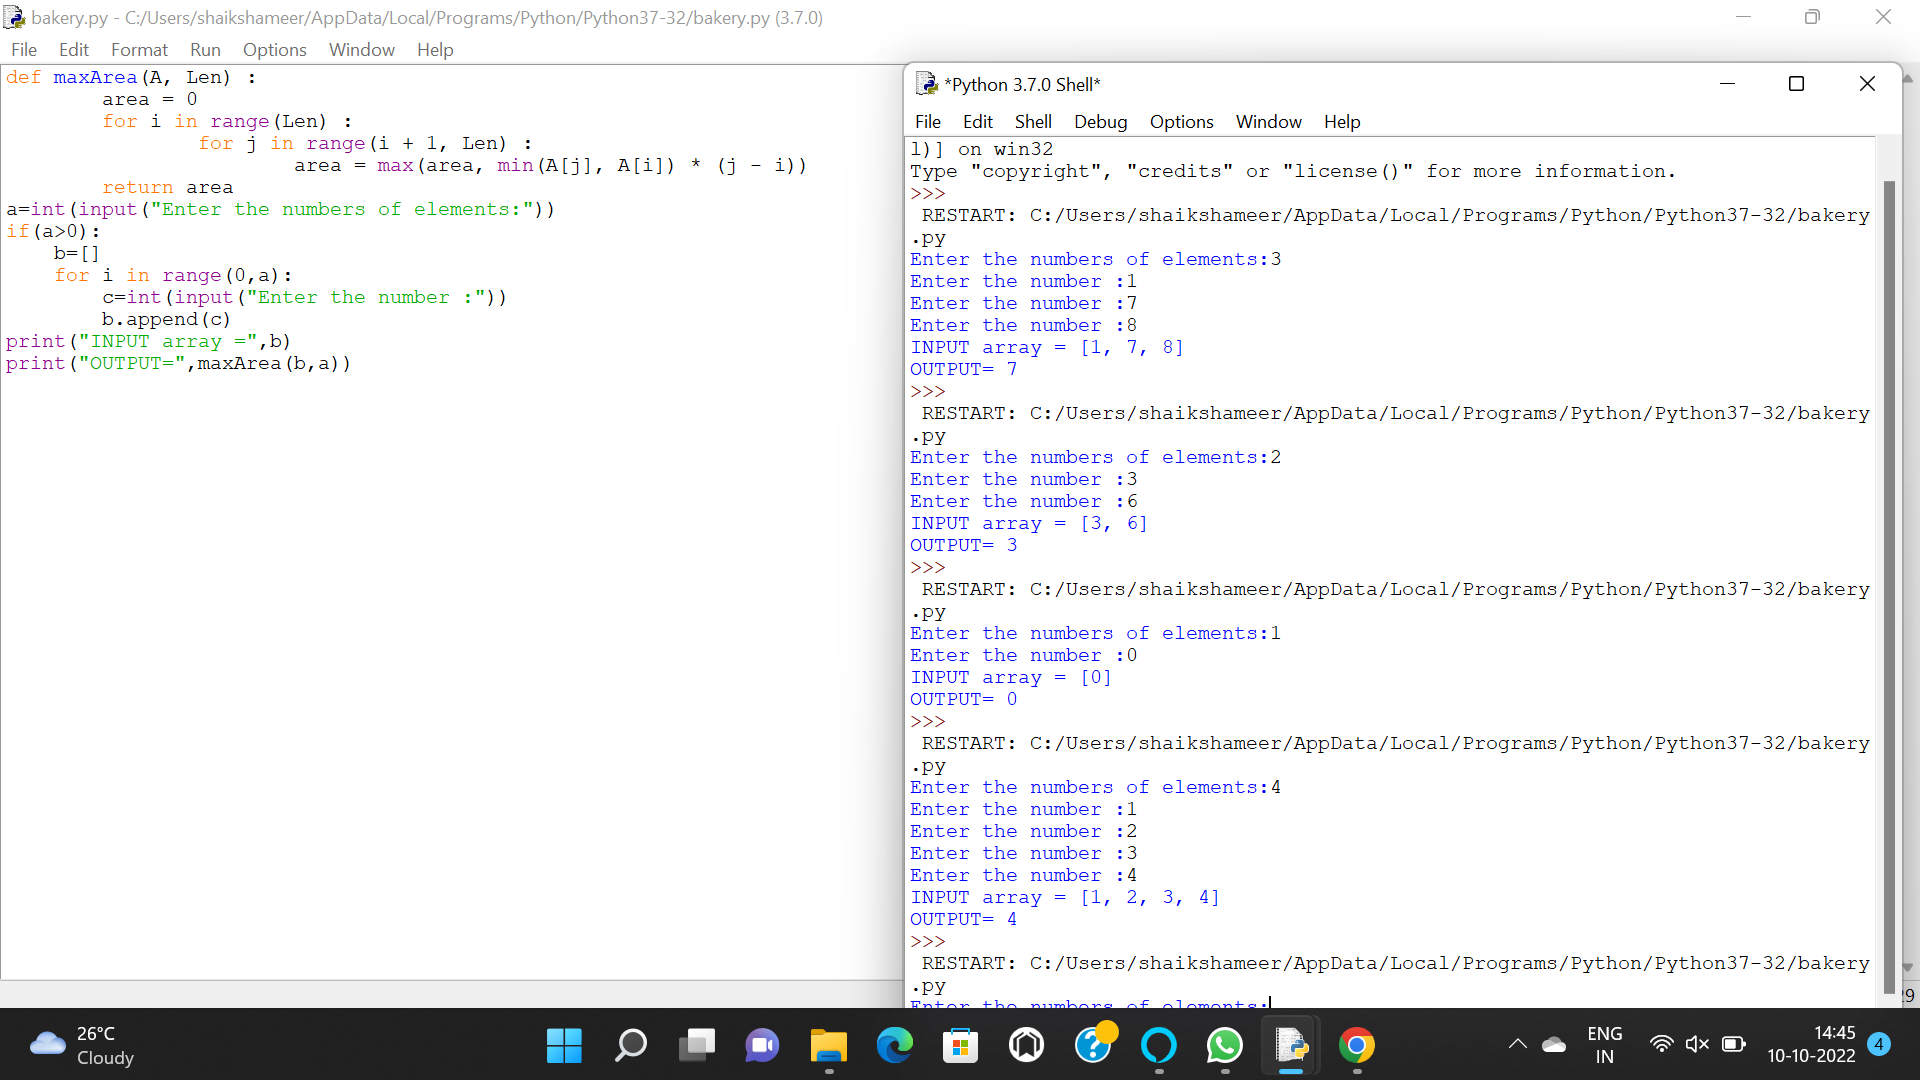 bakery.py - C:/Users/shaikshameer/AppData/Local/Programs/Python/Python37-32/bakery.py (3.7.0)
File Edit Format Run Options Window Help
def maxArea(A, Len) :
        area = 0
        for i in range(Len) :
                for j in range(i + 1, Len) :
                        area = max(area, min(A[j], A[i]) * (j - i))
        return area
a=int(input("Enter the numbers of elements:"))
if(a>0):
    b=[]
    for i in range(0,a):
        c=int(input("Enter the number :"))
        b.append(c)
print("INPUT array =",b)
print("OUTPUT=",maxArea(b,a))
*Python 3.7.0 Shell*
File Edit Shell Debug Options Window Help
l)] on win32
Type "copyright", "credits" or "license()" for more information.
>>>
 RESTART: C:/Users/shaikshameer/AppData/Local/Programs/Python/Python37-32/bakery
.py
Enter the numbers of elements:3
Enter the number :1
Enter the number :7
Enter the number :8
INPUT array = [1, 7, 8]
OUTPUT= 7
>>>
 RESTART: C:/Users/shaikshameer/AppData/Local/Programs/Python/Python37-32/bakery
.py
Enter the numbers of elements:2
Enter the number :3
Enter the number :6
INPUT array = [3, 6]
OUTPUT= 3
>>>
 RESTART: C:/Users/shaikshameer/AppData/Local/Programs/Python/Python37-32/bakery
.py
Enter the numbers of elements:1
Enter the number :0
INPUT array = [0]
OUTPUT= 0
>>>
 RESTART: C:/Users/shaikshameer/AppData/Local/Programs/Python/Python37-32/bakery
.py
Enter the numbers of elements:4
Enter the number :1
Enter the number :2
Enter the number :3
Enter the number :4
INPUT array = [1, 2, 3, 4]
OUTPUT= 4
>>>
 RESTART: C:/Users/shaikshameer/AppData/Local/Programs/Python/Python37-32/bakery
.py
Enter the numbers of elements:
29
26°C
Cloudy
ENG
IN
14:45
10-10-2022
4